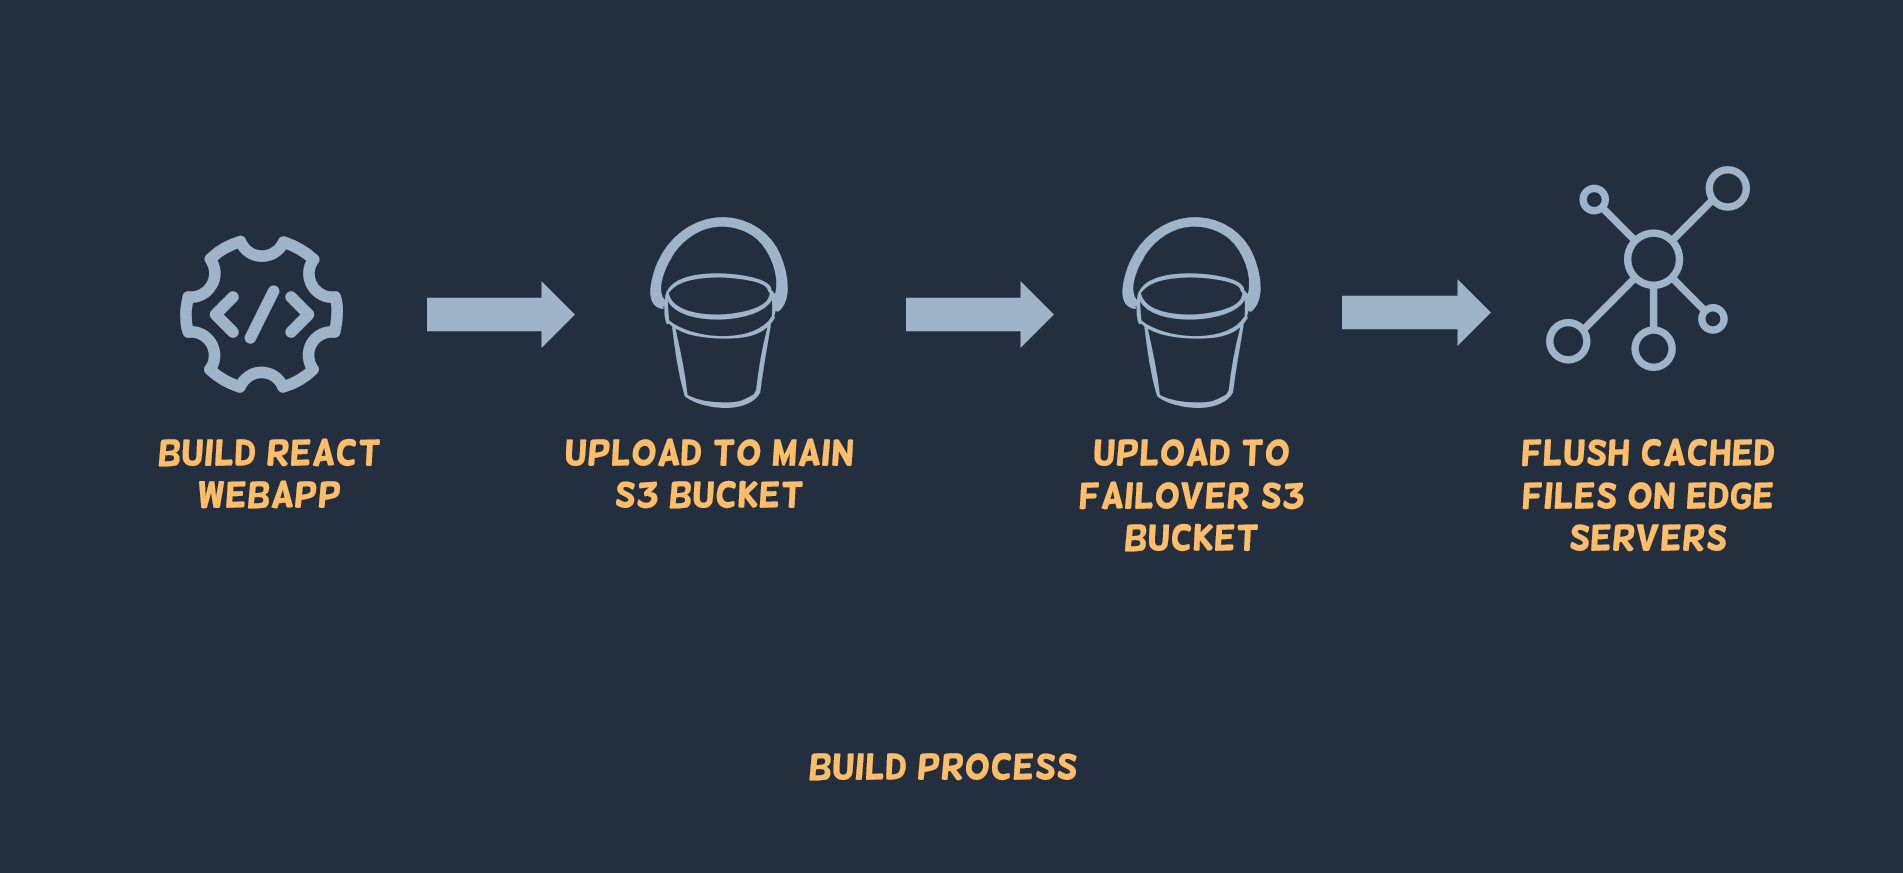 BUILD REACT
WEBAPP
UPLOAD TO MAIN
S3 BUCKET
UPLOAD TO
FAILOVER S3
BUCKET
FLUSH CACHED
FILES ON EDGE
SERVERS
BUILD PROCESS